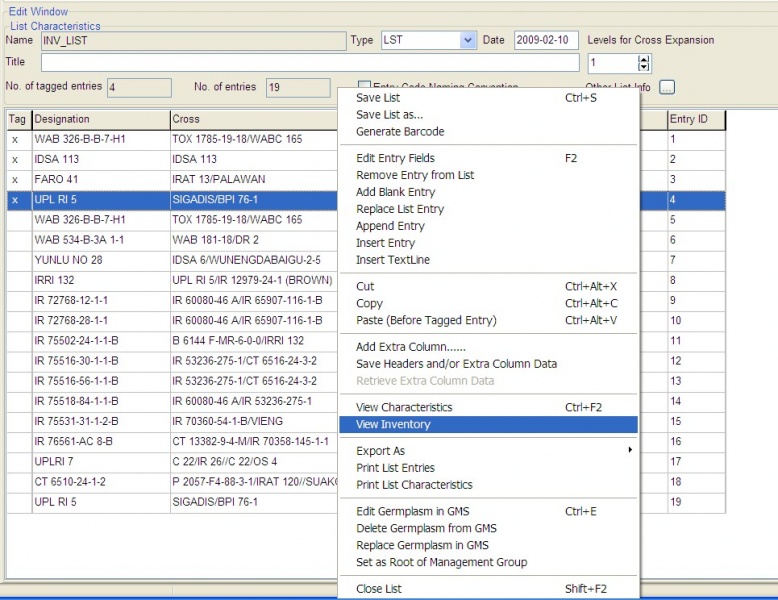 Edit Window
List Characteristics
Name INV_LIST Type LST Date 2009-02-10 Levels for Cross Expansion
Title 1
No. of tagged entries 4 No. of entries 19 Entry Code Naming Convention Other List Info ...
Tag Designation Cross Entry ID
x WAB 326-B-B-7-H1 TOX 1785-19-18/WABC 165 1
x IDSA 113 IDSA 113 2
x FARO 41 IRAT 13/PALAWAN 3
x UPL RI 5 SIGADIS/BPI 76-1 4
WAB 326-B-B-7-H1 TOX 1785-19-18/WABC 165 5
WAB 534-B-3A 1-1 WAB 181-18/DR 2 6
YUNLU NO 28 IDSA 6/WUNENGDABAIGU-2-5 7
IRRI 132 UPL RI 5/IR 12979-24-1 (BROWN) 8
IR 72768-12-1-1 IR 60080-46 A/IR 65907-116-1-B 9
IR 72768-28-1-1 IR 60080-46 A/IR 65907-116-1-B 10
IR 75502-24-1-1-B B 6144 F-MR-6-0-0/IRRI 132 11
IR 75516-30-1-1-B IR 53236-275-1/CT 6516-24-3-2 12
IR 75516-56-1-1-B IR 53236-275-1/CT 6516-24-3-2 13
IR 75518-84-1-1-B IR 60080-46 A/IR 53236-275-1 14
IR 75531-31-1-2-B IR 70360-54-1-B/VIENG 15
IR 76561-AC 8-B CT 13382-9-4-M/IR 70358-145-1-1 16
UPLRI 7 C 22/IR 26//C 22/OS 4 17
CT 6510-24-1-2 P 2057-F4-88-3-1/IRAT 120//SUAKO 18
UPL RI 5 SIGADIS/BPI 76-1 19
Save List Ctrl+S
Save List as...
Generate Barcode
Edit Entry Fields F2
Remove Entry from List
Add Blank Entry
Replace List Entry
Append Entry
Insert Entry
Insert TextLine
Cut Ctrl+Alt+X
Copy Ctrl+Alt+C
Paste (Before Tagged Entry) Ctrl+Alt+V
Add Extra Column......
Save Headers and/or Extra Column Data
Retrieve Extra Column Data
View Characteristics Ctrl+F2
View Inventory
Export As
Print List Entries
Print List Characteristics
Edit Germplasm in GMS Ctrl+E
Delete Germplasm from GMS
Replace Germplasm in GMS
Set as Root of Management Group
Close List Shift+F2